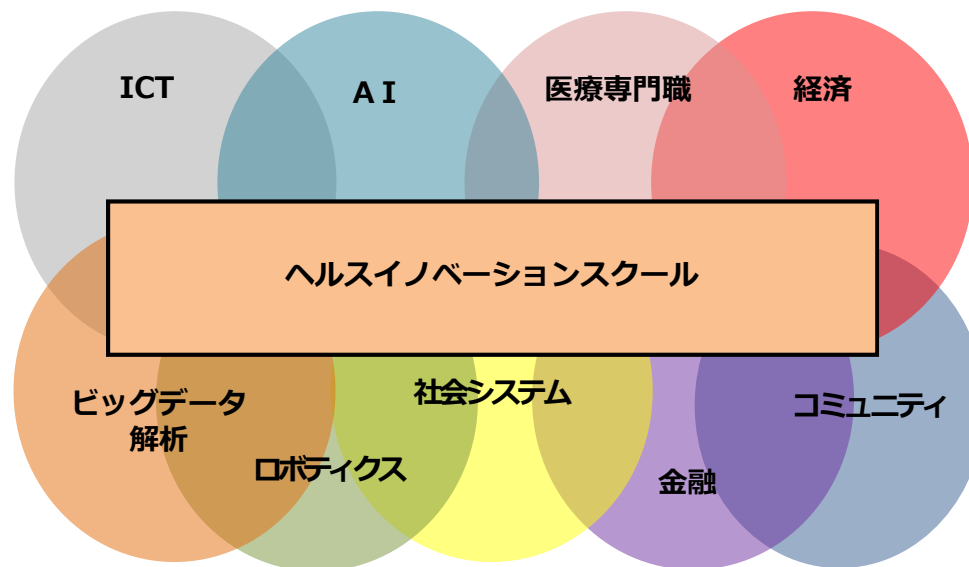 ICT
ＡＩ
医療専門職
経済
ヘルスイノベーションスクール
ビッグデータ
解析
ロボティクス
社会システム
金融
コミュニティ